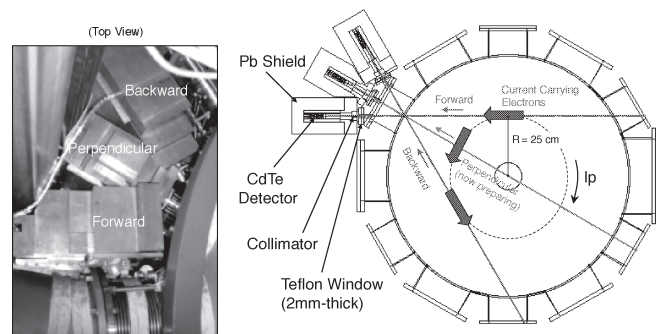 (Top View)
Backward
Perpendicular
Forward
Pb Shield
CdTe
Detector
Collimator
Teflon Window
(2mm-thick)
Forward
Current Carrying
Electrons
R = 25 cm
Ip
Perpendicular
(now preparing)
Backward